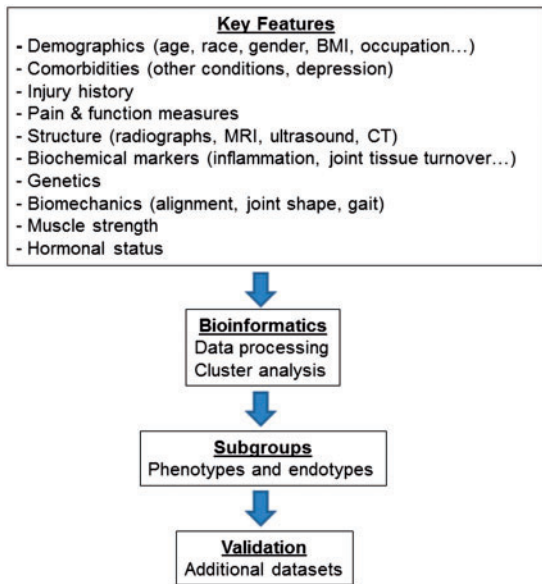 Key Features
- Demographics (age, race, gender, BMI, occupation…)
- Comorbidities (other conditions, depression)
- Injury history
- Pain & function measures
- Structure (radiographs, MRI, ultrasound, CT)
- Biochemical markers (inflammation, joint tissue turnover…)
- Genetics
- Biomechanics (alignment, joint shape, gait)
- Muscle strength
- Hormonal status
Bioinformatics
Data processing
Cluster analysis
Subgroups
Phenotypes and endotypes
Validation
Additional datasets